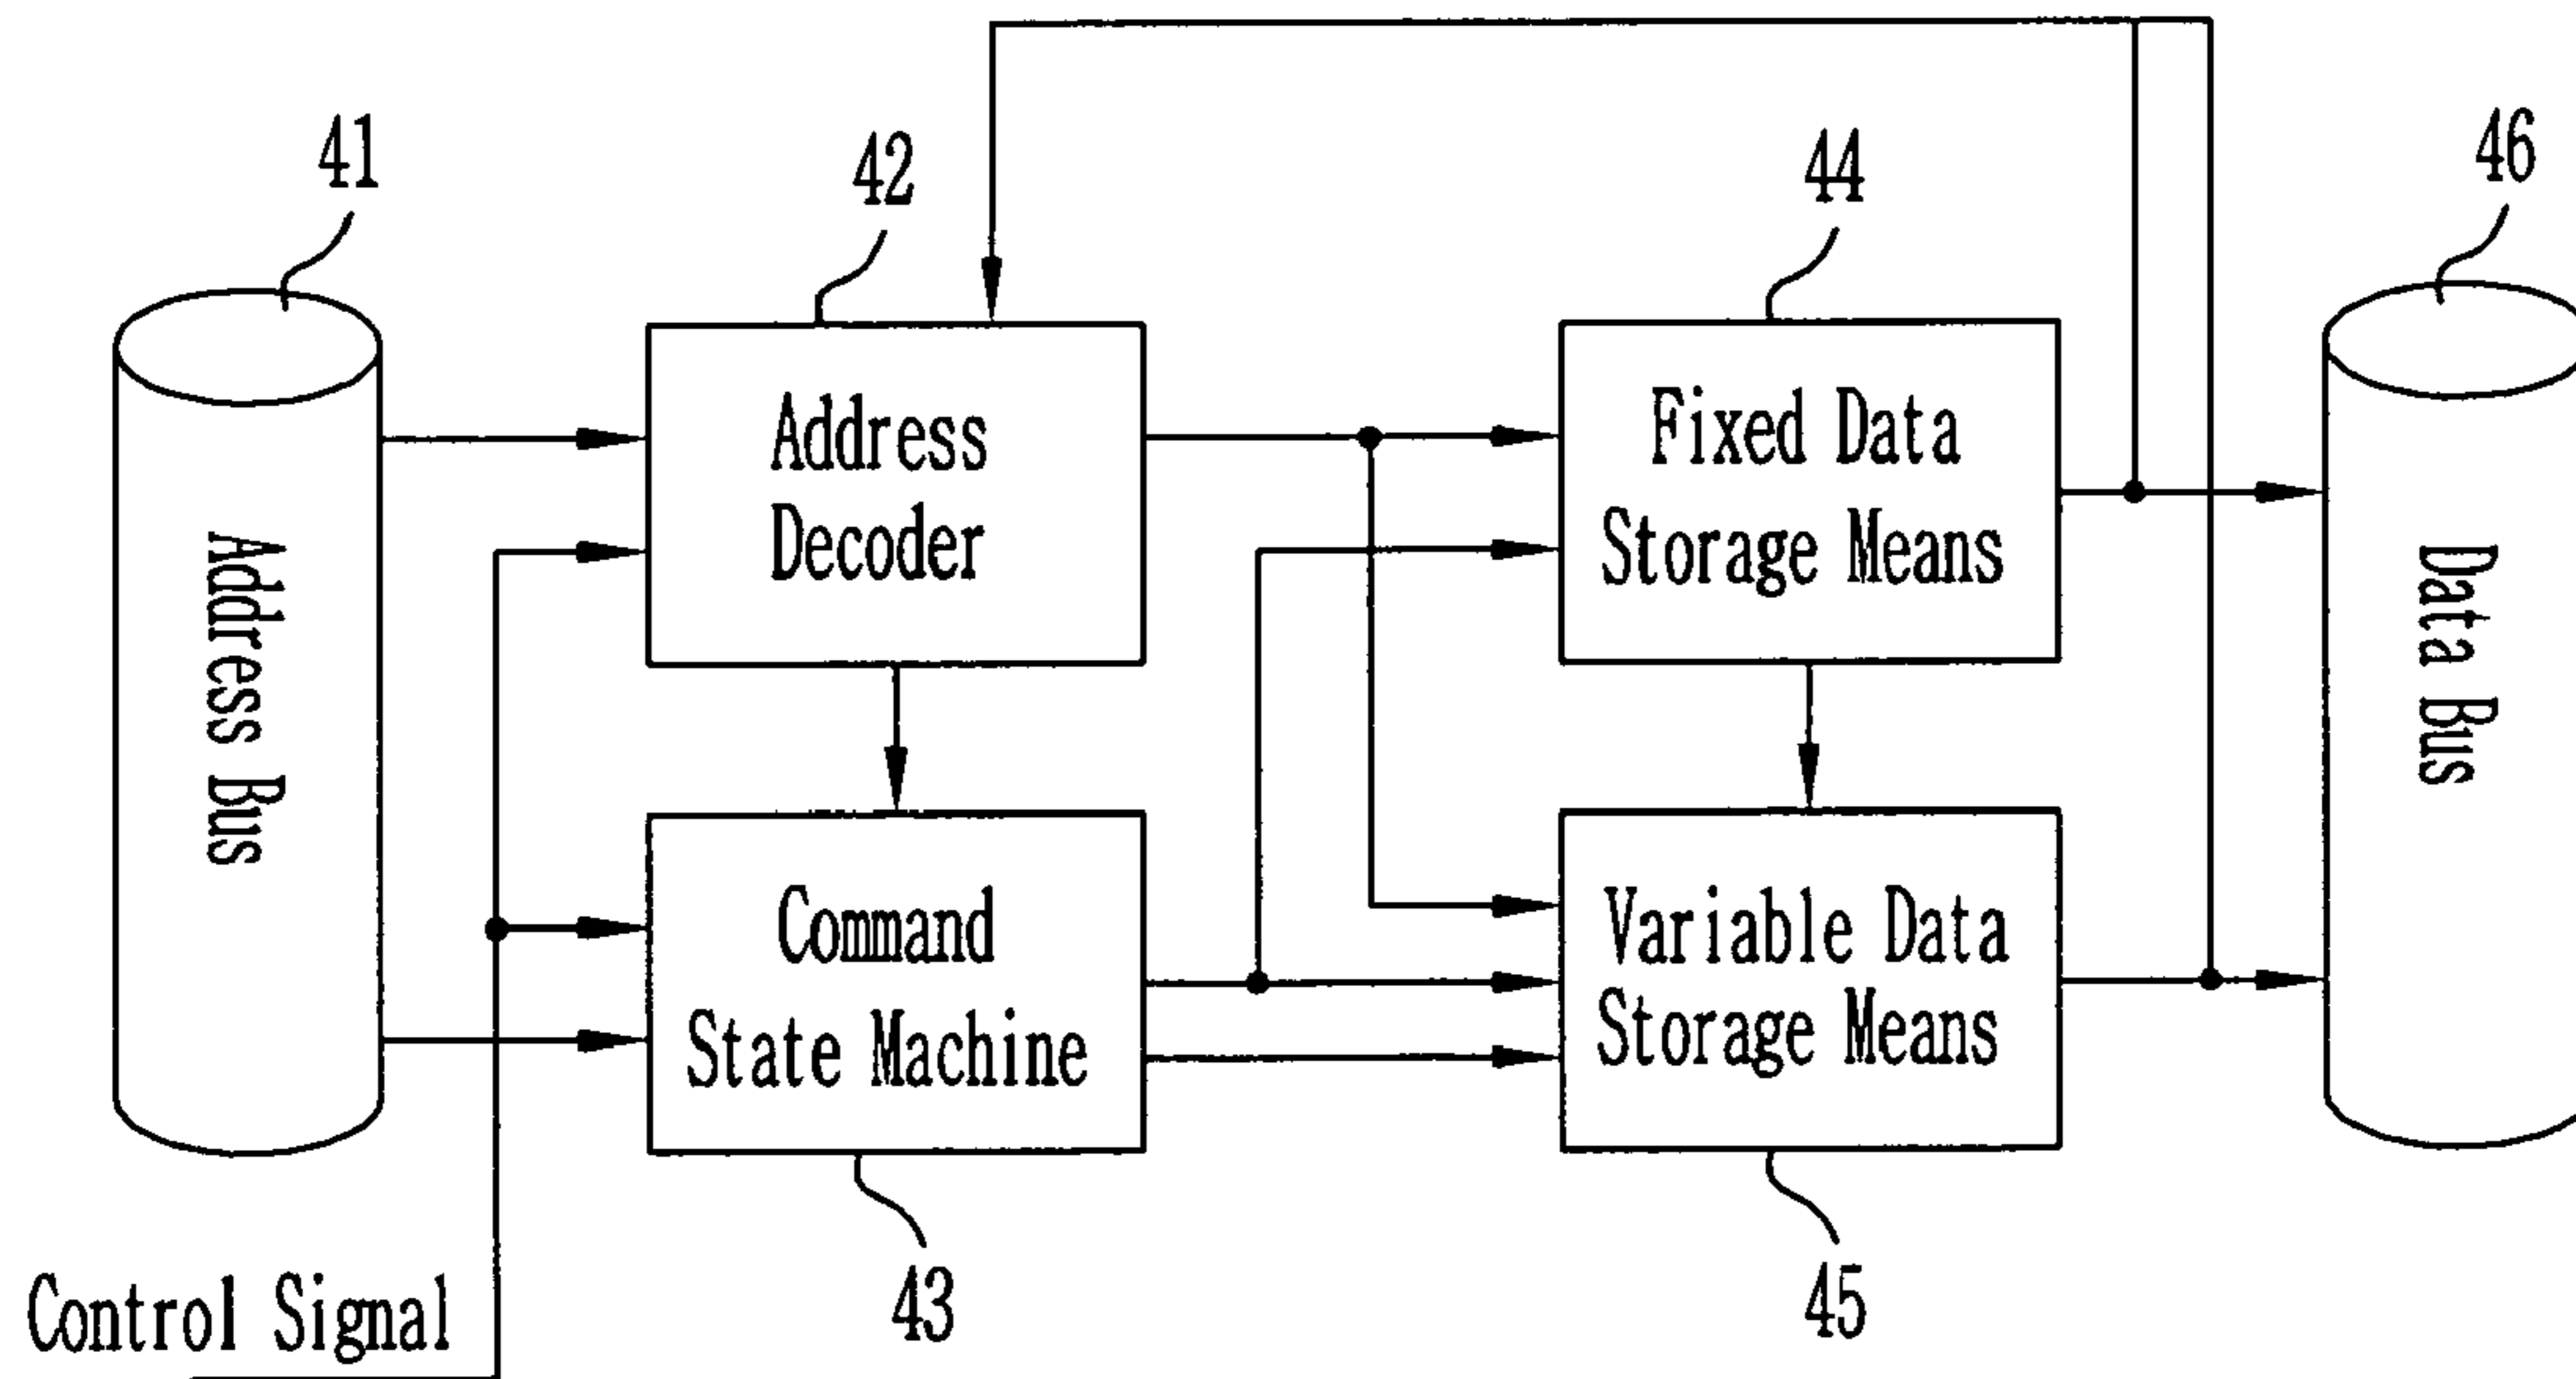 41
42
44
46
Address Bus
Address
Decoder
Fixed Data
Storage Means
Data Bus
Command
State Machine
Variable Data
Storage Means
43
45
Control Signal